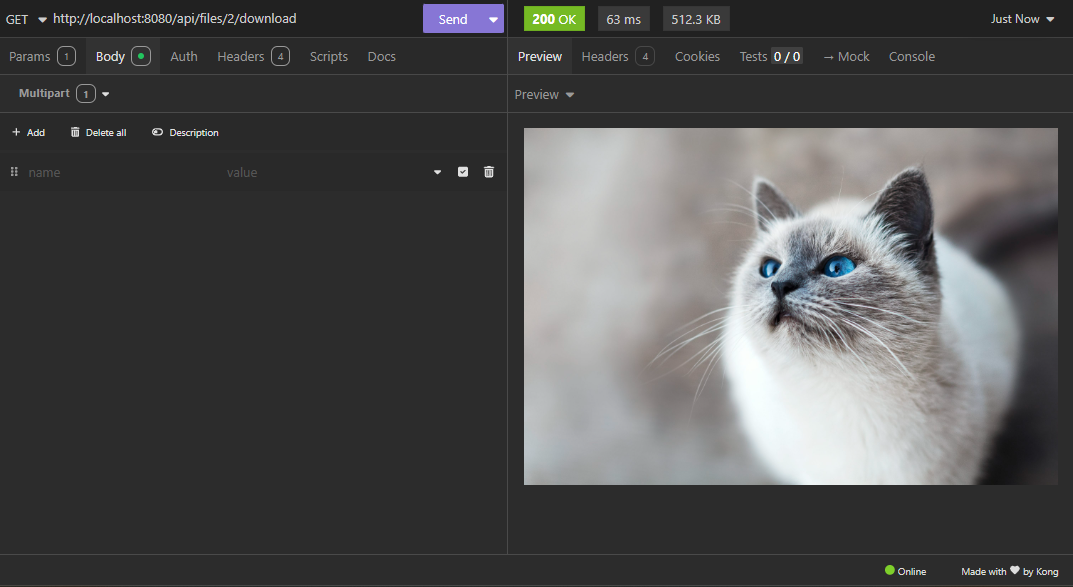 GET http://localhost:8080/api/files/2/download Send 200 OK 63 ms 512.3 KB Just Now
Params 1 Body Auth Headers 4 Scripts Docs Preview Headers 4 Cookies Tests 0 / 0 → Mock Console
Multipart 1 Preview
+ Add Delete all Description
name value
Online Made with ♥ by Kong